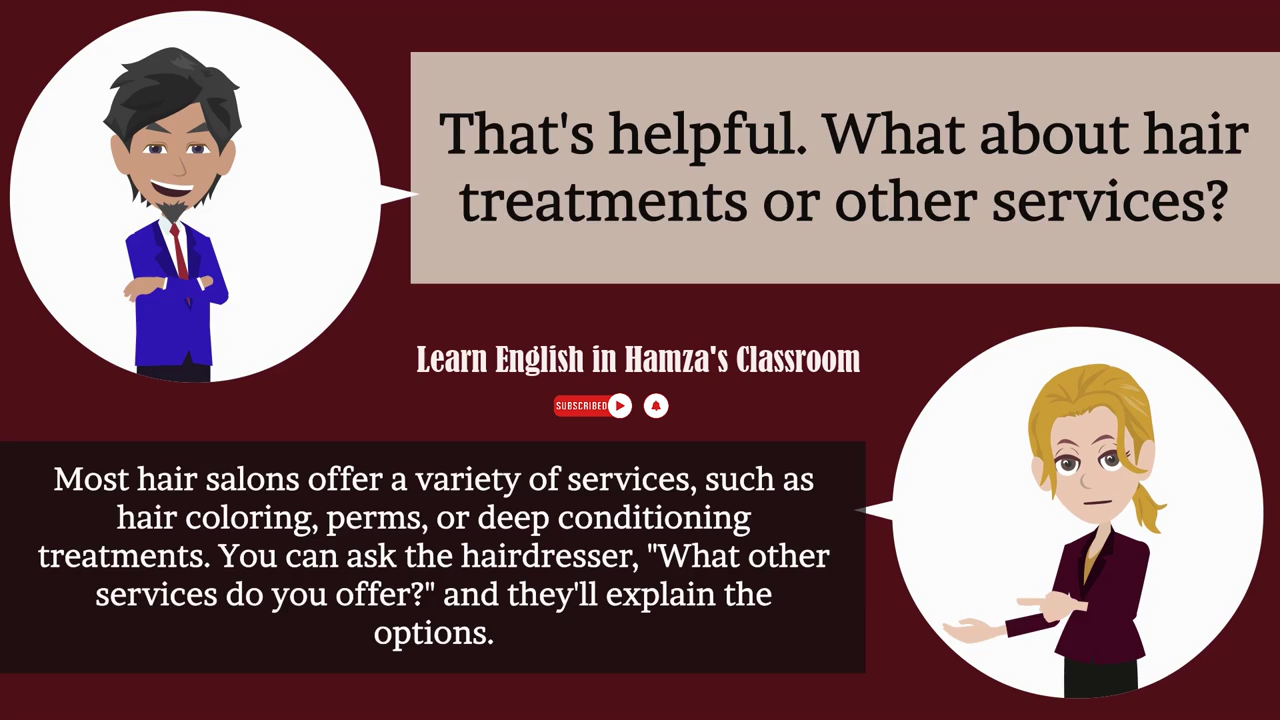 That's helpful. What about hair
treatments or other services?
Learn English in Hamza's Classroom
SUBSCRIBED
Most hair salons offer a variety of services, such as
hair coloring, perms, or deep conditioning
treatments. You can ask the hairdresser, "What other
services do you offer?" and they'll explain the
options.